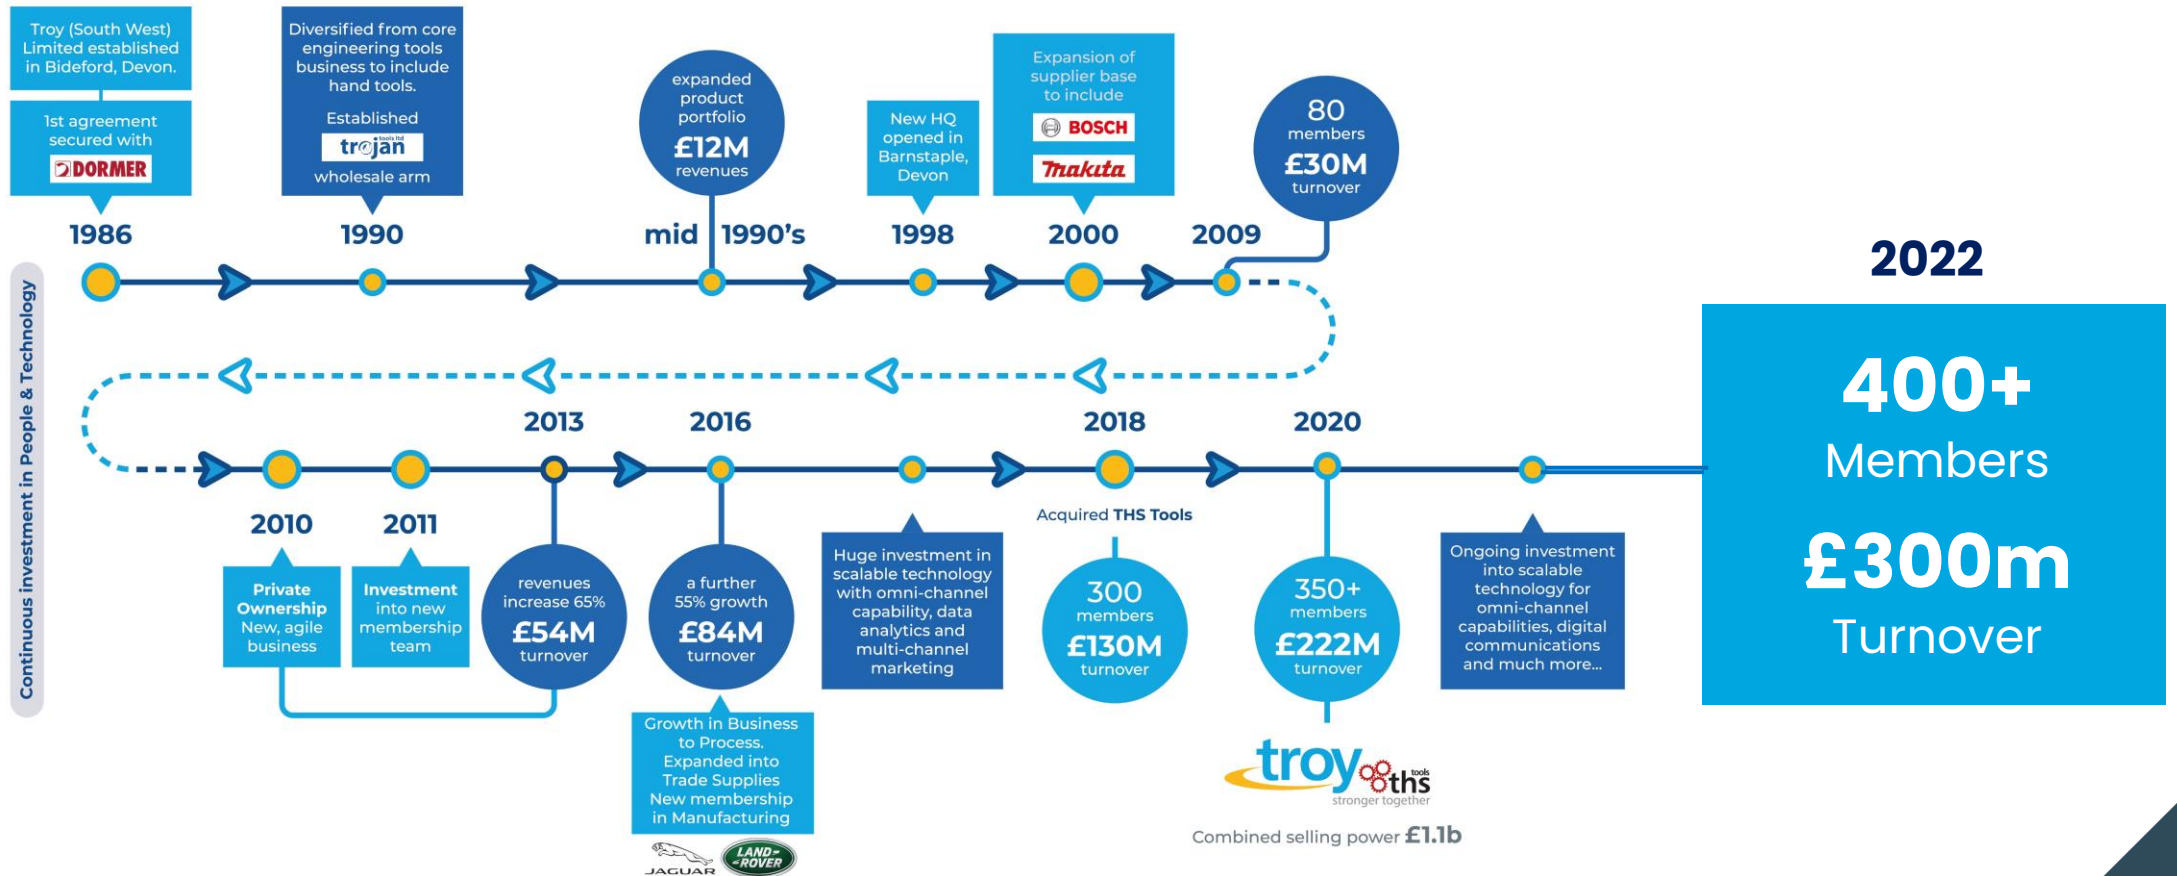 Troy (South West)
Limited established
in Bideford, Devon.
1st agreement
secured with
DORMER
1986
Diversified from core
engineering tools
business to include
hand tools.
Established
trojan
tools ltd
wholesale arm
1990
expanded
product
portfolio
£12M
revenues
mid 1990's
New HQ
opened in
Barnstaple,
Devon
1998
Expansion of
supplier base
to include
BOSCH
makita
2000
80
members
£30M
turnover
2009
Continuous investment in People & Technology
2010
Private
Ownership
New, agile
business
2011
Investment
into new
membership
team
2013
revenues
increase 65%
£54M
turnover
2016
a further
55% growth
£84M
turnover
Growth in Business
to Process.
Expanded into
Trade Supplies
New membership
in Manufacturing
JAGUAR
LAND-
-ROVER
Huge investment in
scalable technology
with omni-channel
capability, data
analytics and
multi-channel
marketing
2018
Acquired THS Tools
300
members
£130M
turnover
2020
350+
members
£222M
turnover
troy
ths
tools
stronger together
Combined selling power £1.1b
Ongoing investment
into scalable
technology for
omni-channel
capabilities, digital
communications
and much more...
2022
400+
Members
£300m
Turnover